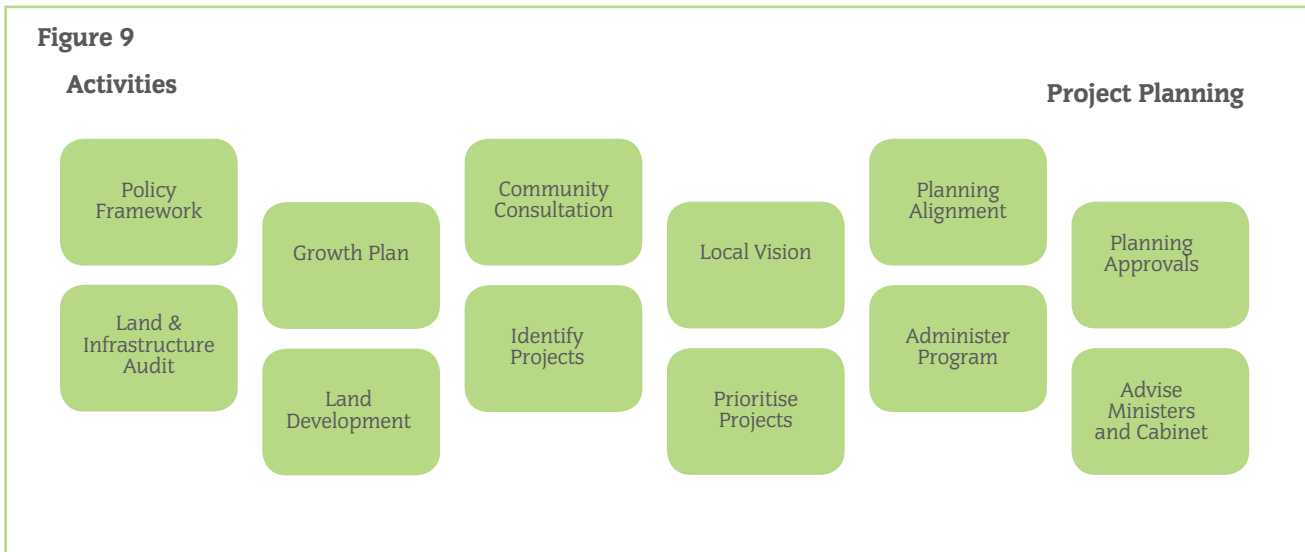 Figure 9
Activities
Project Planning
Policy
Framework
Land &
Infrastructure
Audit
Growth Plan
Land
Development
Community
Consultation
Identify
Projects
Local Vision
Prioritise
Projects
Planning
Alignment
Administer
Program
Planning
Approvals
Advise
Ministers
and Cabinet